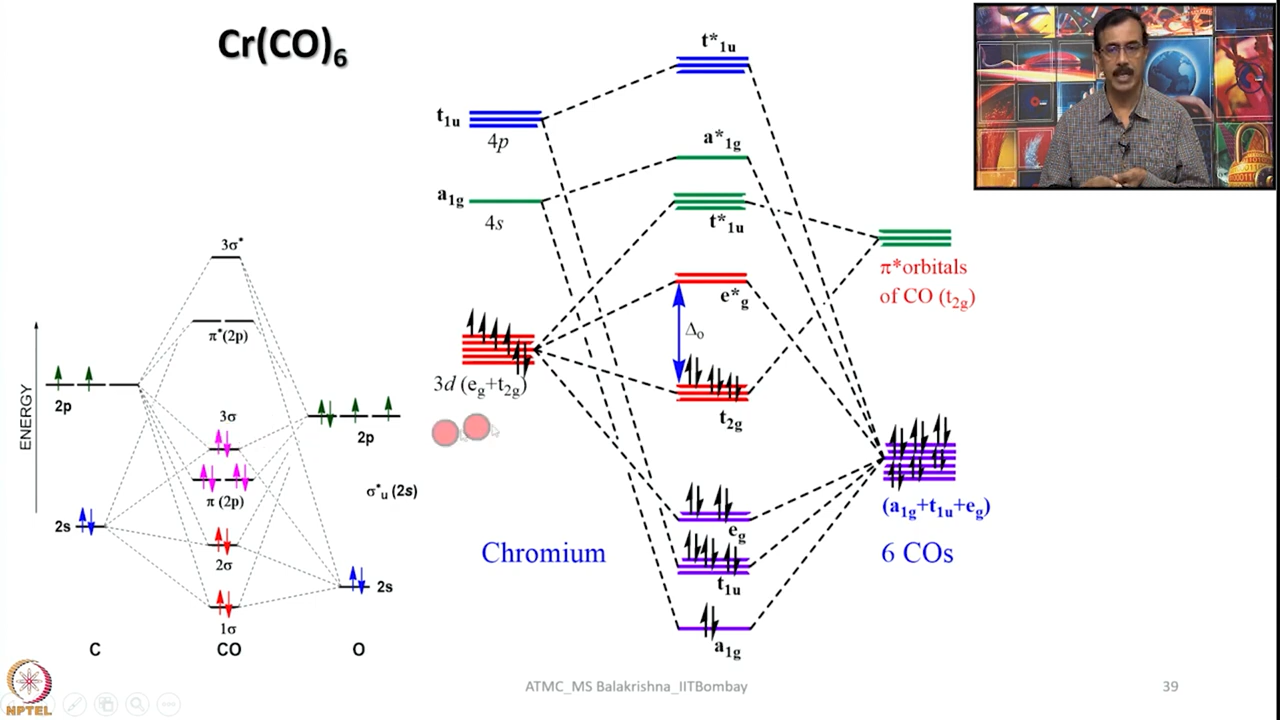 Cr(CO)₆
t*₁ᵤ
t₁ᵤ
4p
a*₁g
a₁g
4s
t*₁ᵤ
π*orbitals
of CO (t₂g)
e*g
Δₒ
3d (eg+t₂g)
t₂g
3σ*
π*(2p)
ENERGY
2p
3σ
2p
π (2p)
σ*ᵤ (2s)
2s
2σ
2s
1σ
C
CO
O
(a₁g+t₁ᵤ+eg)
eg
Chromium
6 COs
t₁ᵤ
a₁g
NPTEL
ATMC_MS Balakrishna_IITBombay
39